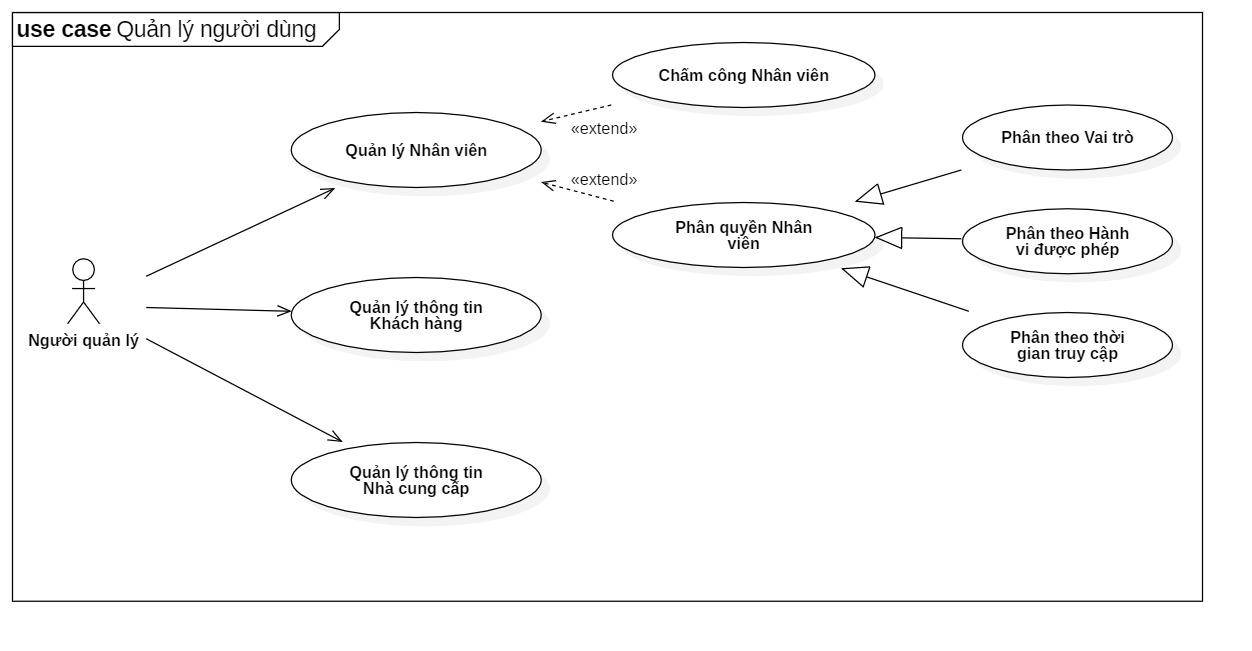 use case Quản lý người dùng
Chấm công Nhân viên
«extend»
Quản lý Nhân viên
Phân theo Vai trò
«extend»
Phân quyền Nhân
viên
Phân theo Hành
vi được phép
Người quản lý
Quản lý thông tin
Khách hàng
Phân theo thời
gian truy cập
Quản lý thông tin
Nhà cung cấp